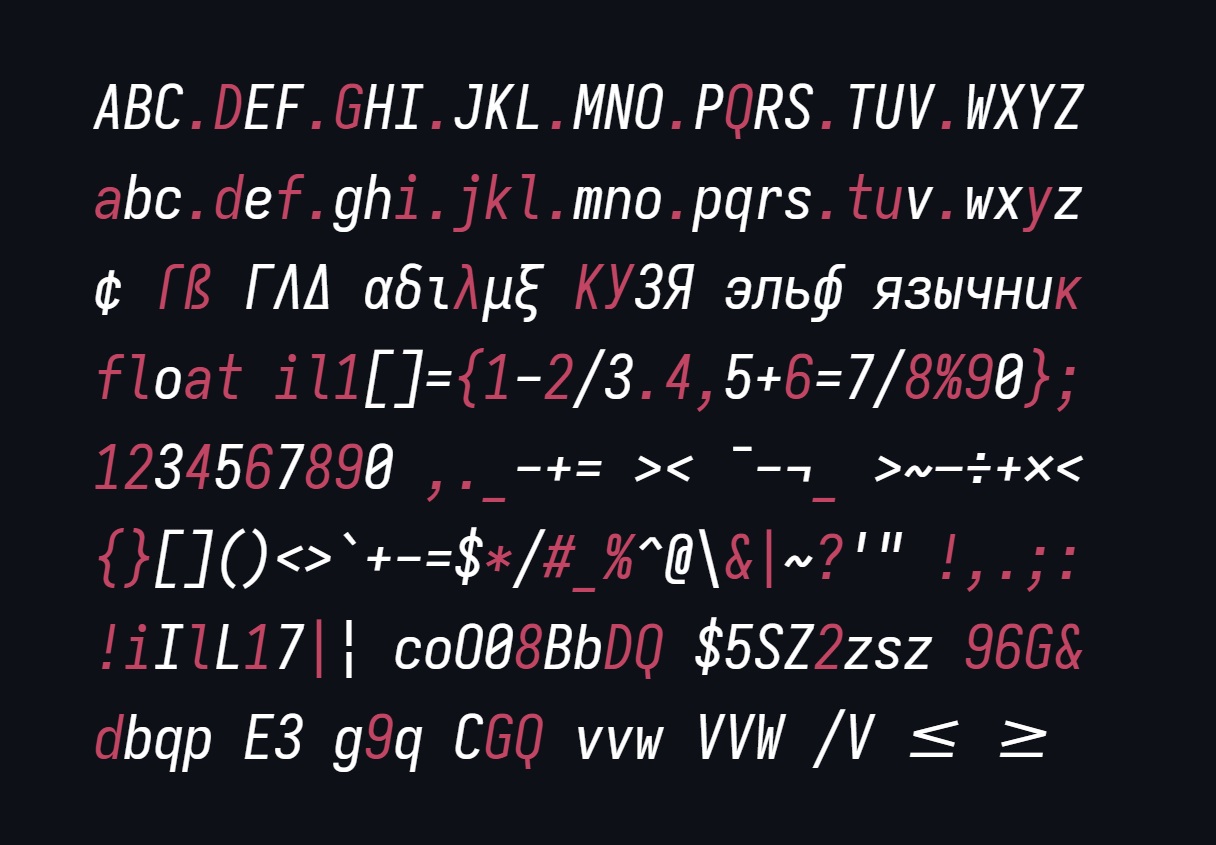 ABC.DEF.GHI.JKL.MNO.PQRS.TUV.WXYZ
abc.def.ghi.jkl.mno.pqrs.tuv.wxyz
¢ ẞß ΓΛΔ αδιλμξ КУЗЯ эльф язычник
float il1[]={1-2/3.4,5+6=7/8%90};
1234567890 ,._-+= >< ¯-¬_ >~–÷+×<
{}[]()<>`+-=$*/#_%^@\&|~?'" !,.;:
!iIlL17|¦ coO08BbDQ $5SZ2zsz 96G&
dbqp E3 g9q CGQ vvw VVW /V ≤ ≥